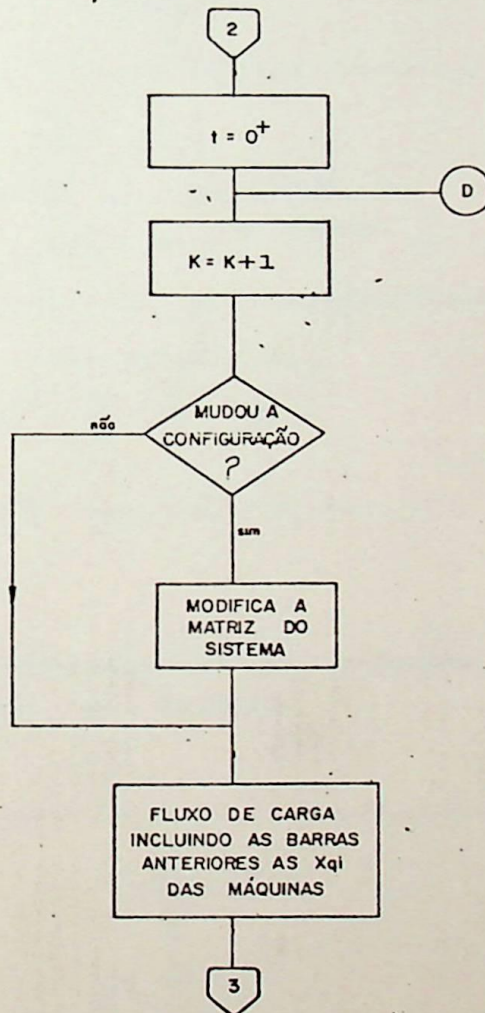 2
t = 0+
D
K = K+1
MUDOU A
CONFIGURAÇÃO
?
não
sim
MODIFICA A
MATRIZ DO
SISTEMA
FLUXO DE CARGA
INCLUINDO AS BARRAS
ANTERIORES AS Xqi
DAS MÁQUINAS
3